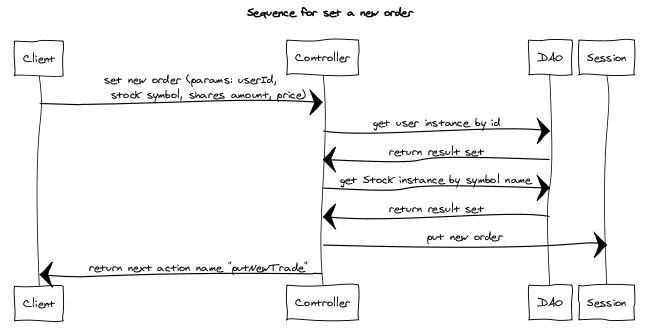 Sequence for set a new order
Client
Controller
DAO
Session
set new order (params: userId,
stock symbol, shares amount, price)
get user instance by id
return result set
get Stock instance by symbol name
return result set
put new order
return next action name "putNewTrade"
Client
Controller
DAO
Session